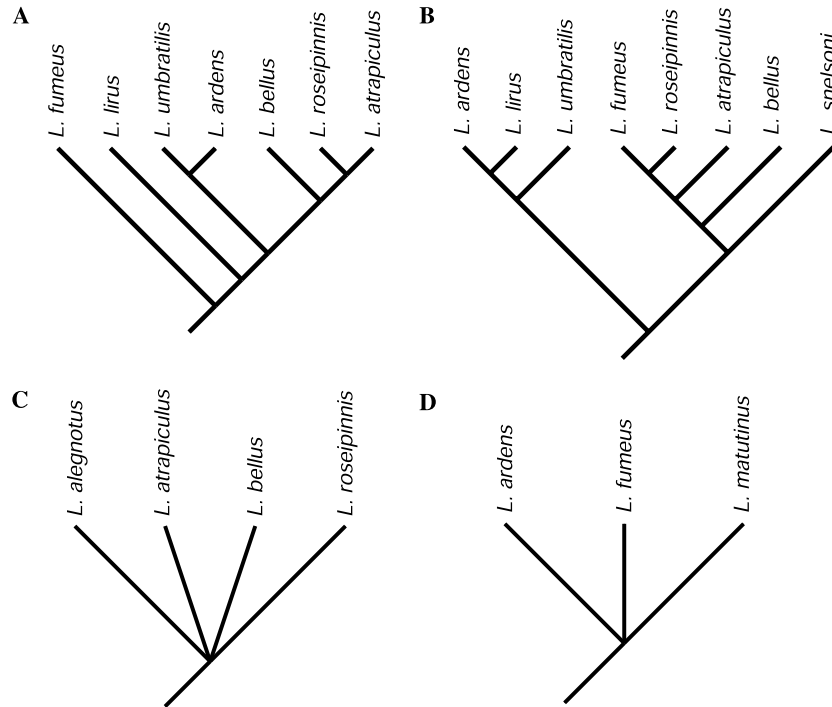 A
L. fumeus
L. lirus
L. umbratilis
L. ardens
L. bellus
L. roseipinnis
L. atrapiculus
B
L. ardens
L. lirus
L. umbratilis
L. fumeus
L. roseipinnis
L. atrapiculus
L. bellus
L. snelsoni
C
L. alegnotus
L. atrapiculus
L. bellus
L. roseipinnis
D
L. ardens
L. fumeus
L. matutinus